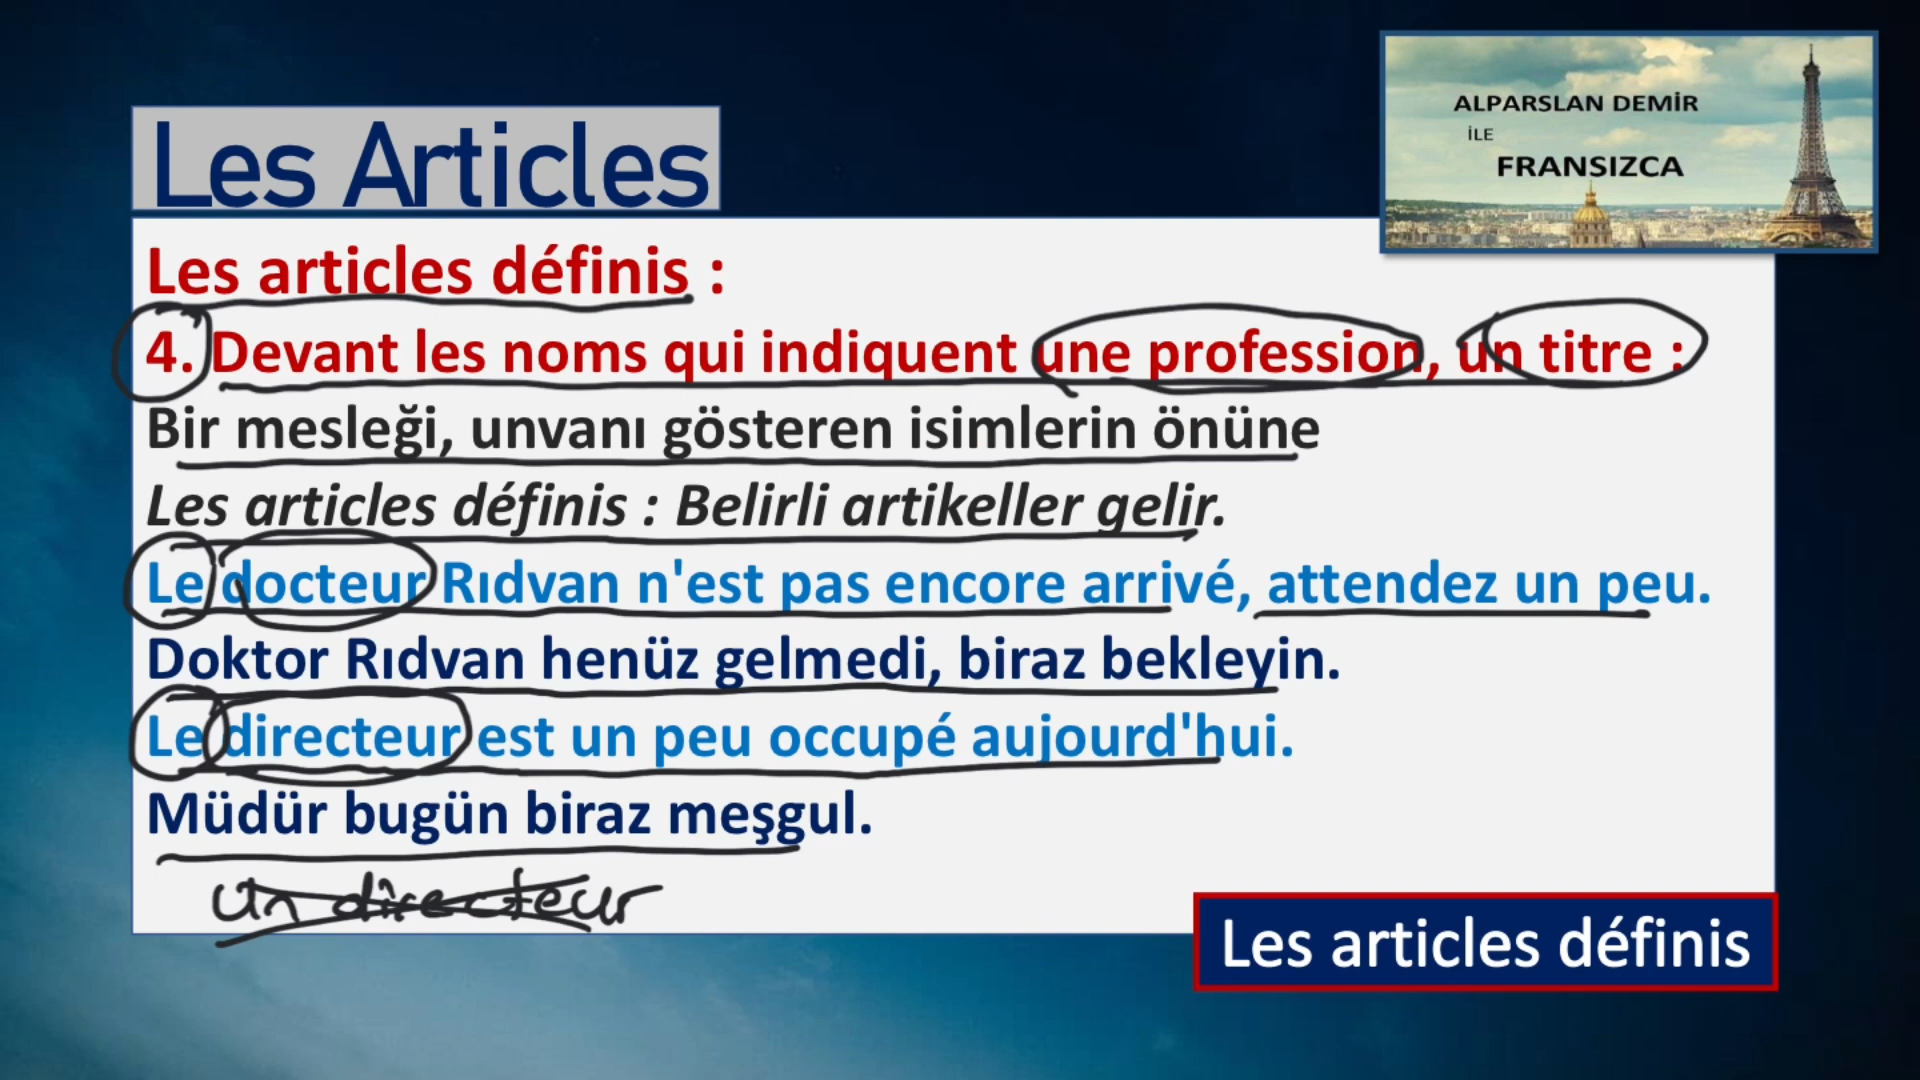 ALPARSLAN DEMİR
İLE
FRANSIZCA
Les Articles
Les articles définis :
4. Devant les noms qui indiquent une profession, un titre :
Bir mesleği, unvanı gösteren isimlerin önüne
Les articles définis : Belirli artikeller gelir.
Le docteur Rıdvan n'est pas encore arrivé, attendez un peu.
Doktor Rıdvan henüz gelmedi, biraz bekleyin.
Le directeur est un peu occupé aujourd'hui.
Müdür bugün biraz meşgul.
un directeur
Les articles définis